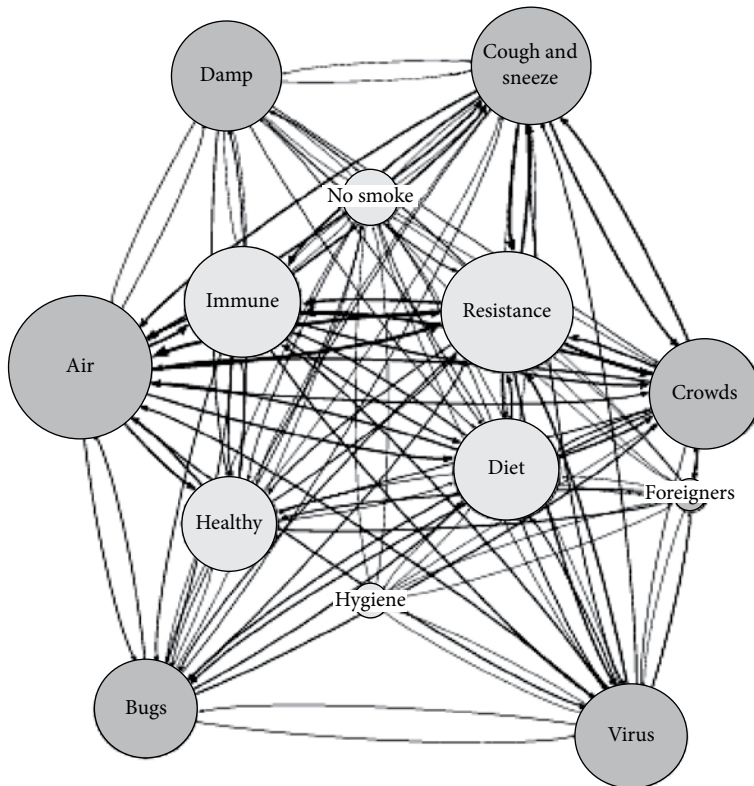 Damp
Cough and
sneeze
No smoke
Immune
Resistance
Air
Crowds
Diet
Foreigners
Healthy
Hygiene
Bugs
Virus